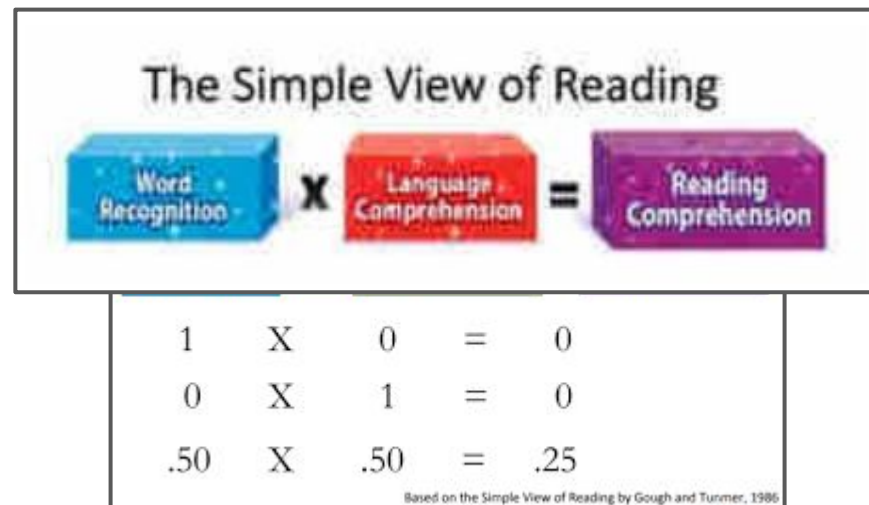 The Simple View of Reading
Word Recognition X Language Comprehension = Reading Comprehension
1 X 0 = 0
0 X 1 = 0
.50 X .50 = .25
Based on the Simple View of Reading by Gough and Tunmer, 1986